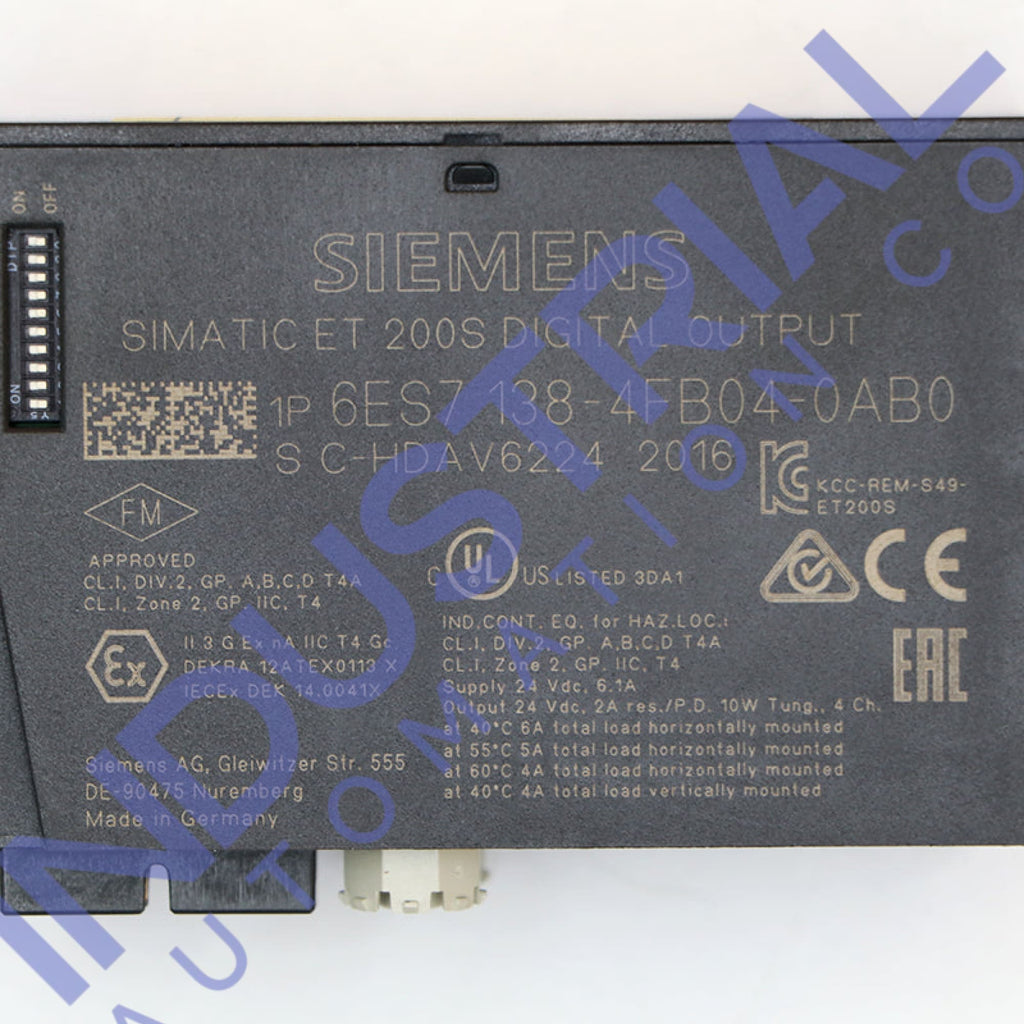 ON OFF
SIEMENS
SIMATIC ET 200S DIGITAL OUTPUT
1P 6ES7 138-4FB04-0AB0
S C-HDAV6224 2016
KCC-REM-S49-
ET200S
FM
APPROVED
CL.I, DIV.2, GP. A,B,C,D T4A
CL.I, Zone 2, GP. IIC, T4
C UL ® US LISTED 3DA1
CE
IND.CONT. EQ. for HAZ.LOC.:
CL.I, DIV.2, GP. A,B,C,D T4A
CL.I, Zone 2, GP. IIC, T4
Supply 24 Vdc, 6.1A
Output 24 Vdc, 2A res./P.D. 10W Tung., 4 Ch.
at 40°C 6A total load horizontally mounted
at 55°C 5A total load horizontally mounted
at 60°C 4A total load horizontally mounted
at 40°C 4A total load vertically mounted
EAC
Ex
II 3 G Ex nA IIC T4 Gc
DEKRA 12ATEX0113 X
IECEx DEK 14.0041X
Siemens AG, Gleiwitzer Str. 555
DE-90475 Nuremberg
Made in Germany
ON
INDUSTRIAL
AUTOMATION CO